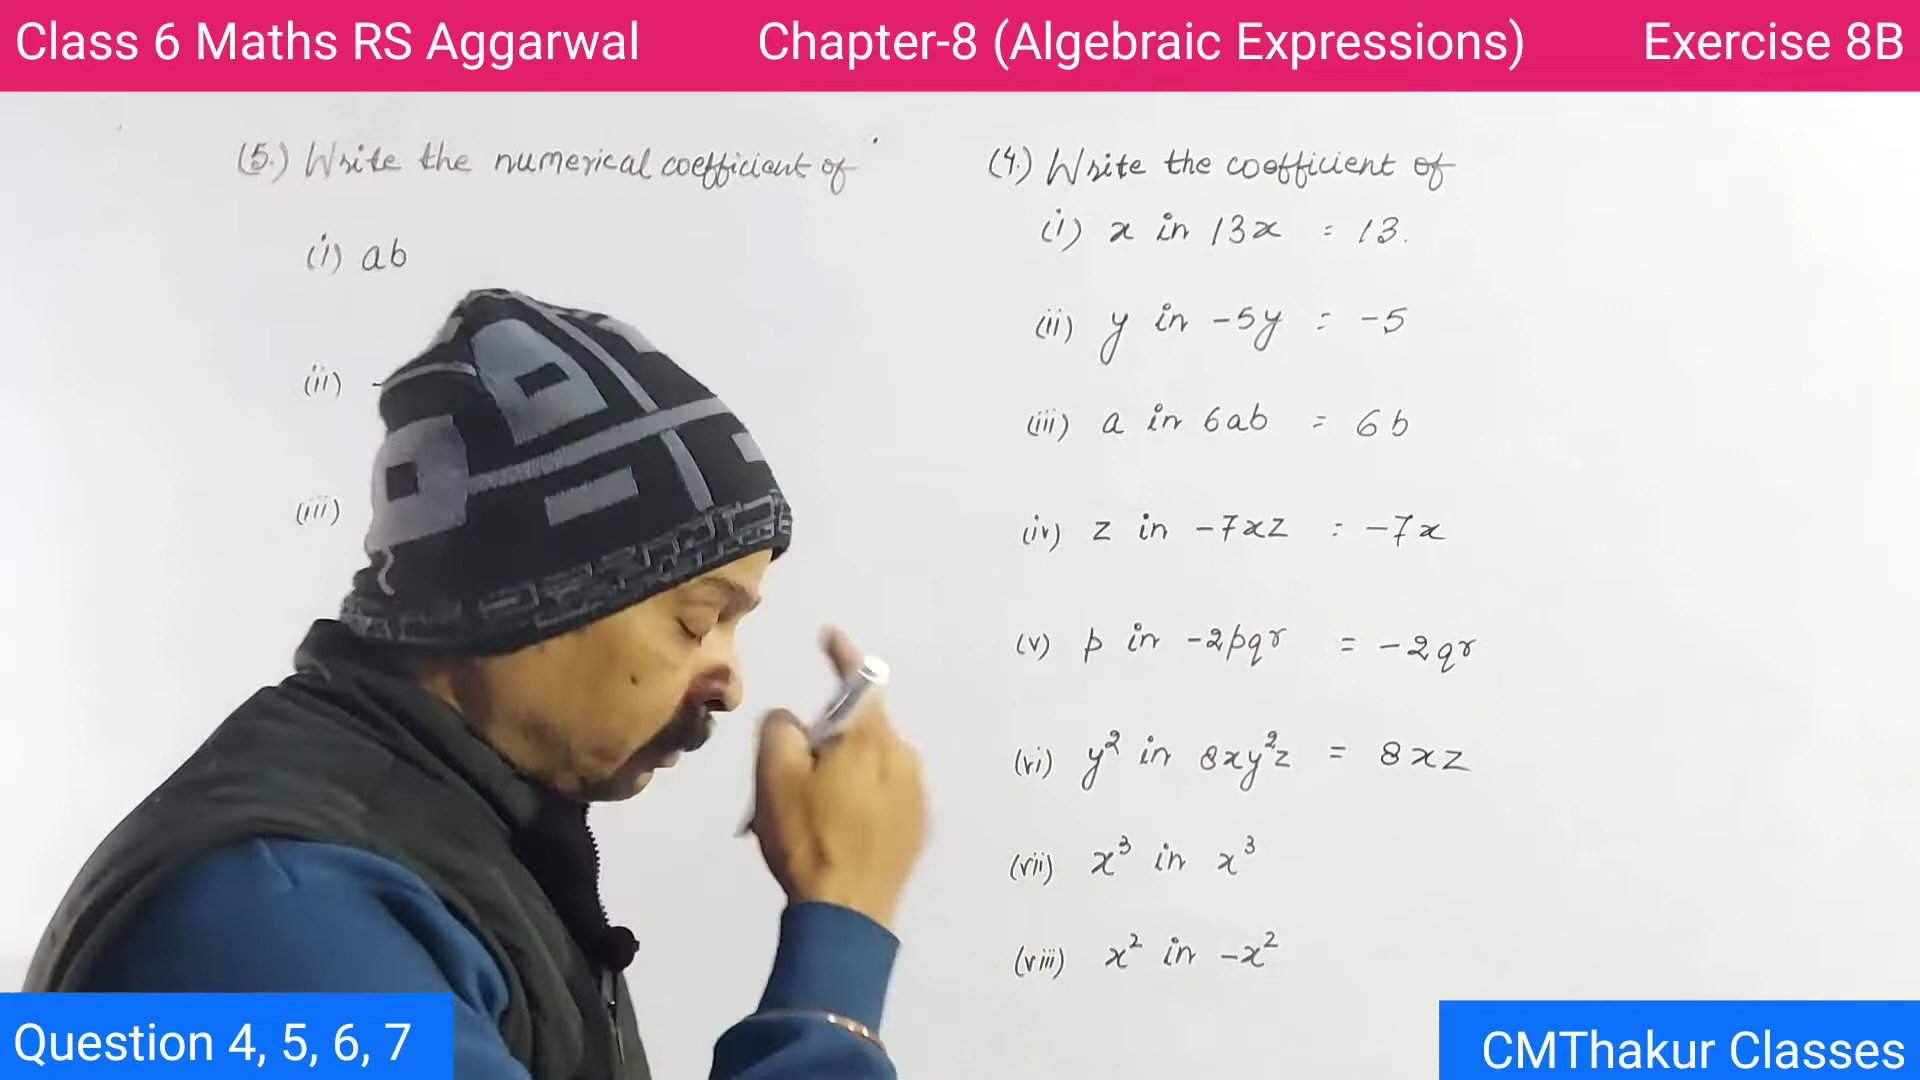 Class 6 Maths RS Aggarwal Chapter-8 (Algebraic Expressions) Exercise 8B
(5.) Write the numerical coefficient of
(i) ab
(ii) -
(iii)
(4.) Write the coefficient of
(i) x in 13x = 13.
(ii) y in -5y = -5
(iii) a in 6ab = 6b
(iv) z in -7xz = -7x
(v) p in -2pqr = -2qr
(vi) y² in 8xy²z = 8xz
(vii) x³ in x³
(viii) x² in -x²
Question 4, 5, 6, 7
CMThakur Classes